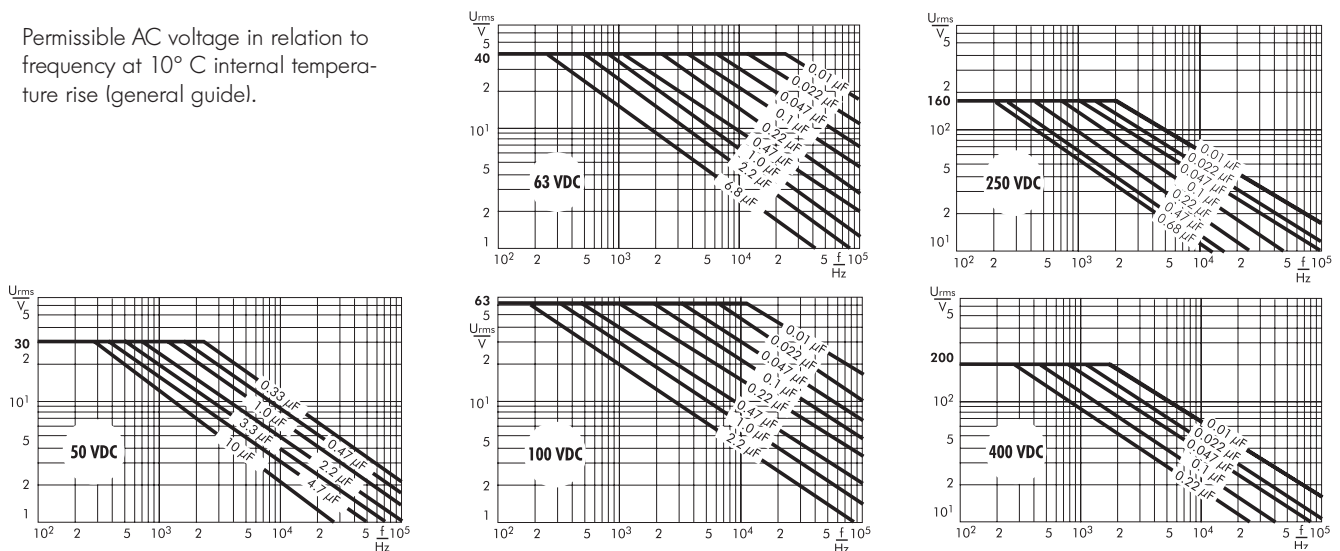 Permissible AC voltage in relation to
frequency at 10° C internal tempera-
ture rise (general guide).
Urms
V
5
40
2
10¹
5
2
1
63 VDC
0.01 µF
0.022 µF
0.047 µF
0.1 µF
0.22 µF
0.47 µF
1.0 µF
2.2 µF
6.8 µF
10² 2 5 10³ 2 5 10⁴ 2 5 f 10⁵
Hz
Urms
V
5
2
160
10²
5
2
10¹
250 VDC
0.01 µF
0.022 µF
0.047 µF
0.1 µF
0.22 µF
0.47 µF
0.68 µF
10² 2 5 10³ 2 5 10⁴ 2 5 f 10⁵
Hz
Urms
V
5
30
2
10¹
5
2
1
50 VDC
0.33 µF
1.0 µF
0.47 µF
3.3 µF
2.2 µF
10 µF
4.7 µF
10² 2 5 10³ 2 5 10⁴ 2 5 f 10⁵
Hz
63
Urms
V
2
10¹
5
2
1
100 VDC
0.01 µF
0.022 µF
0.047 µF
0.1 µF
0.22 µF
0.47 µF
1.0 µF
2.2 µF
10² 2 5 10³ 2 5 10⁴ 2 5 f 10⁵
Hz
Urms
V
5
200
10²
5
2
10¹
400 VDC
0.01 µF
0.022 µF
0.047 µF
0.1 µF
0.22 µF
10² 2 5 10³ 2 5 10⁴ 2 5 f 10⁵
Hz